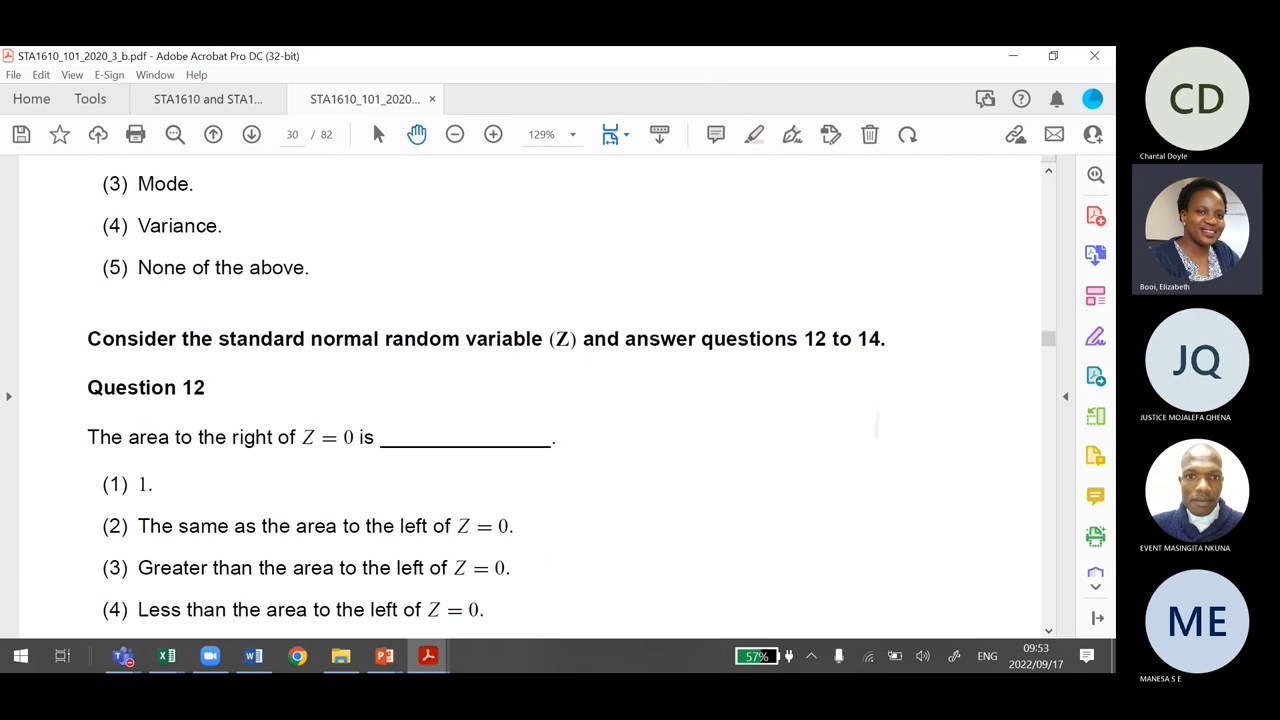 STA1610_101_2020_3_b.pdf - Adobe Acrobat Pro DC (32-bit)
File Edit View E-Sign Window Help
Home Tools STA1610 and STA1... STA1610_101_2020... ×
30 / 82 129%
(3) Mode.
(4) Variance.
(5) None of the above.
Consider the standard normal random variable (Z) and answer questions 12 to 14.
Question 12
The area to the right of Z = 0 is _______________.
(1) 1.
(2) The same as the area to the left of Z = 0.
(3) Greater than the area to the left of Z = 0.
(4) Less than the area to the left of Z = 0.
57% ENG 09:53
2022/09/17
CD
Chantal Doyle
Booi, Elizabeth
JQ
JUSTICE MOJALEFA QHENA
EVENT MASINGITA NKUNA
ME
MANESA S E